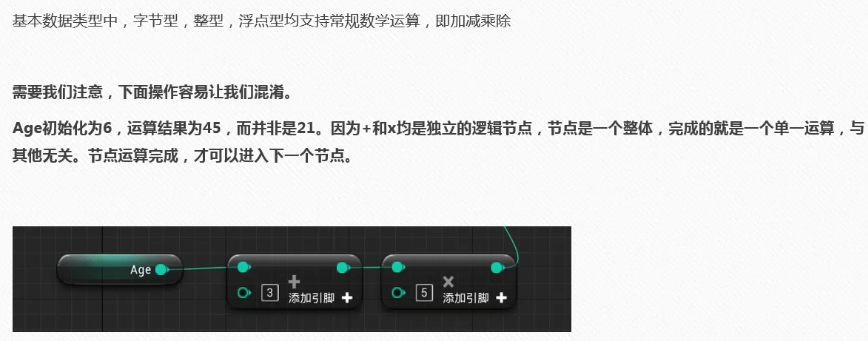 基本数据类型中，字节型，整型，浮点型均支持常规数学运算，即加减乘除
需要我们注意，下面操作容易让我们混淆。
Age初始化为6，运算结果为45，而并非是21。因为+和x均是独立的逻辑节点，节点是一个整体，完成的就是一个单一运算，与
其他无关。节点运算完成，才可以进入下一个节点。
Age
+
3 添加引脚 +
×
5 添加引脚 +